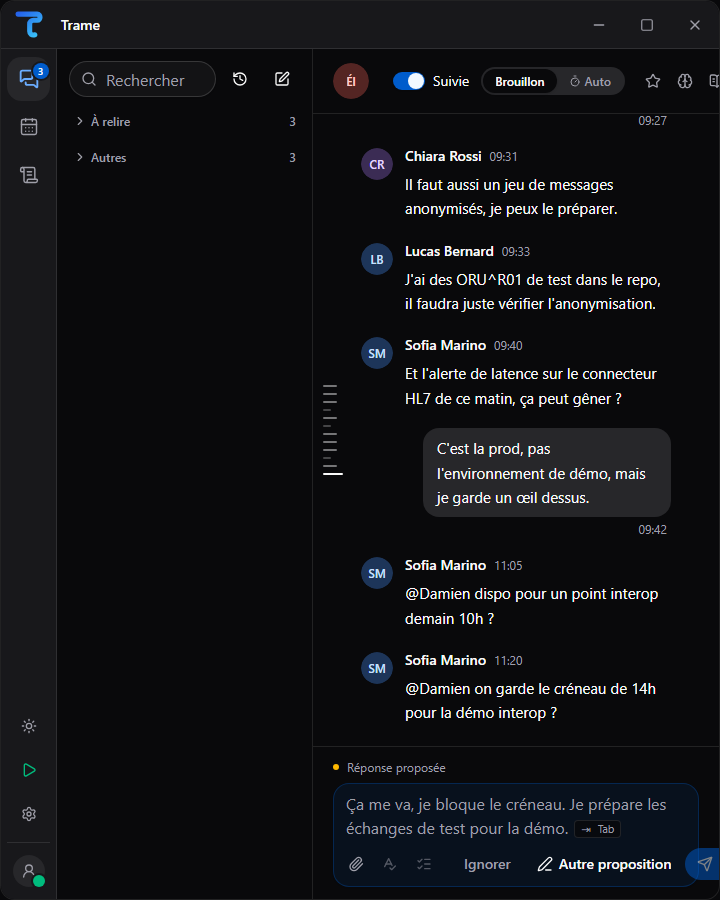 Trame
3
Rechercher
À relire 3
Autres 3
ÉI
Suivie
Brouillon
Auto
09:27
CR
Chiara Rossi 09:31
Il faut aussi un jeu de messages
anonymisés, je peux le préparer.
LB
Lucas Bernard 09:33
J'ai des ORU^R01 de test dans le repo,
il faudra juste vérifier l'anonymisation.
SM
Sofia Marino 09:40
Et l'alerte de latence sur le connecteur
HL7 de ce matin, ça peut gêner ?
C'est la prod, pas
l'environnement de démo, mais
je garde un œil dessus.
09:42
SM
Sofia Marino 11:05
@Damien dispo pour un point interop
demain 10h ?
SM
Sofia Marino 11:20
@Damien on garde le créneau de 14h
pour la démo interop ?
Réponse proposée
Ça me va, je bloque le créneau. Je prépare les
échanges de test pour la démo. ⇥ Tab
Ignorer
Autre proposition